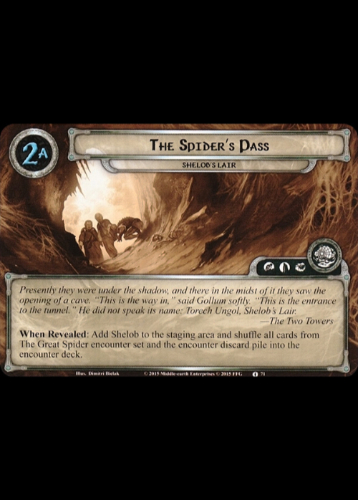 2A
The Spider's Pass
Shelob's Lair
Presently they were under the shadow, and there in the midst of it they saw the
opening of a cave. "This is the way in," said Gollum softly. "This is the entrance
to the tunnel." He did not speak its name: Torech Ungol, Shelob's Lair.
—The Two Towers
When Revealed: Add Shelob to the staging area and shuffle all cards from
The Great Spider encounter set and the encounter discard pile into the
encounter deck.
Illus. Dimitri Bielak © 2015 Middle-earth Enterprises © 2015 FFG 71